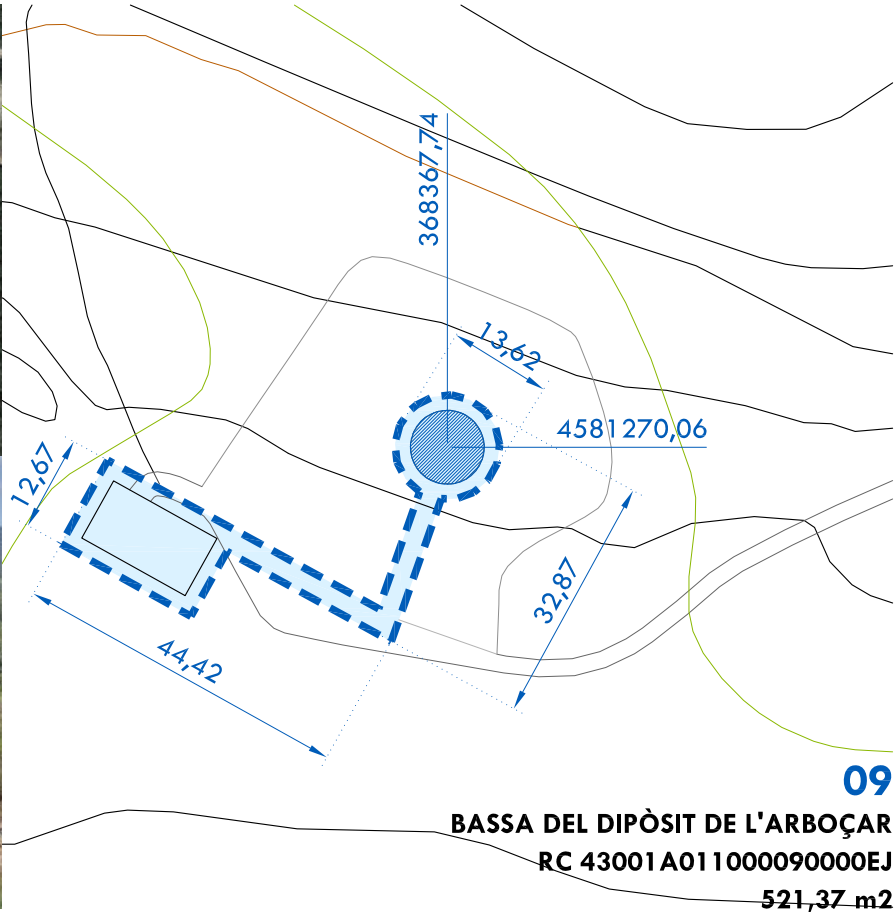 368367,74
13,62
4581270,06
12,67
32,87
44,42
09
BASSA DEL DIPÒSIT DE L'ARBOÇAR
RC 43001A011000090000EJ
521,37 m2